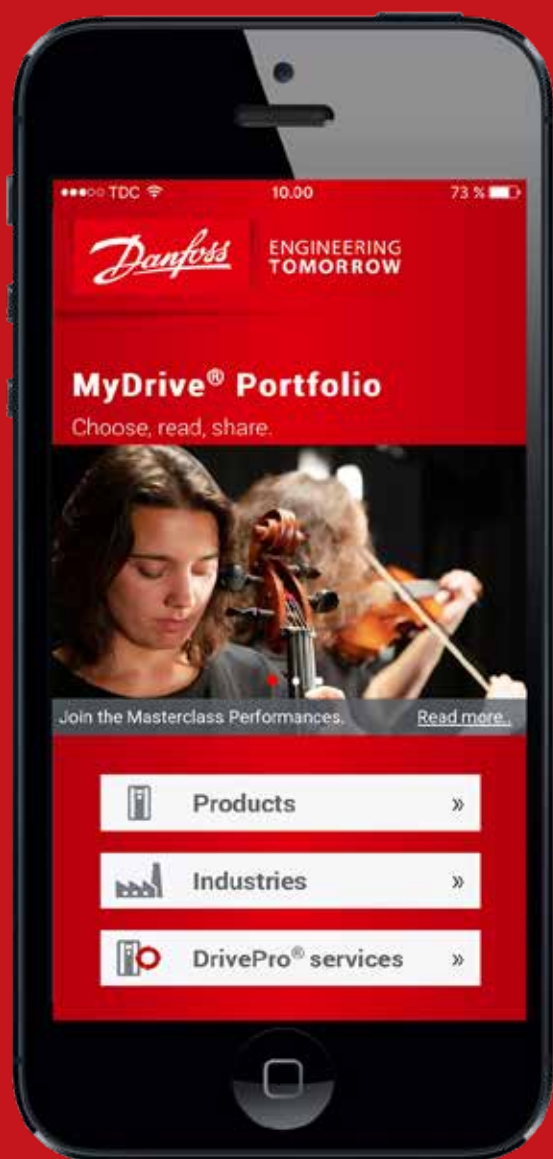 ●●●○○ TDC 10.00 73 %
Danfoss
ENGINEERING
TOMORROW
MyDrive® Portfolio
Choose, read, share.
Join the Masterclass Performances. Read more..
Products »
Industries »
DrivePro® services »